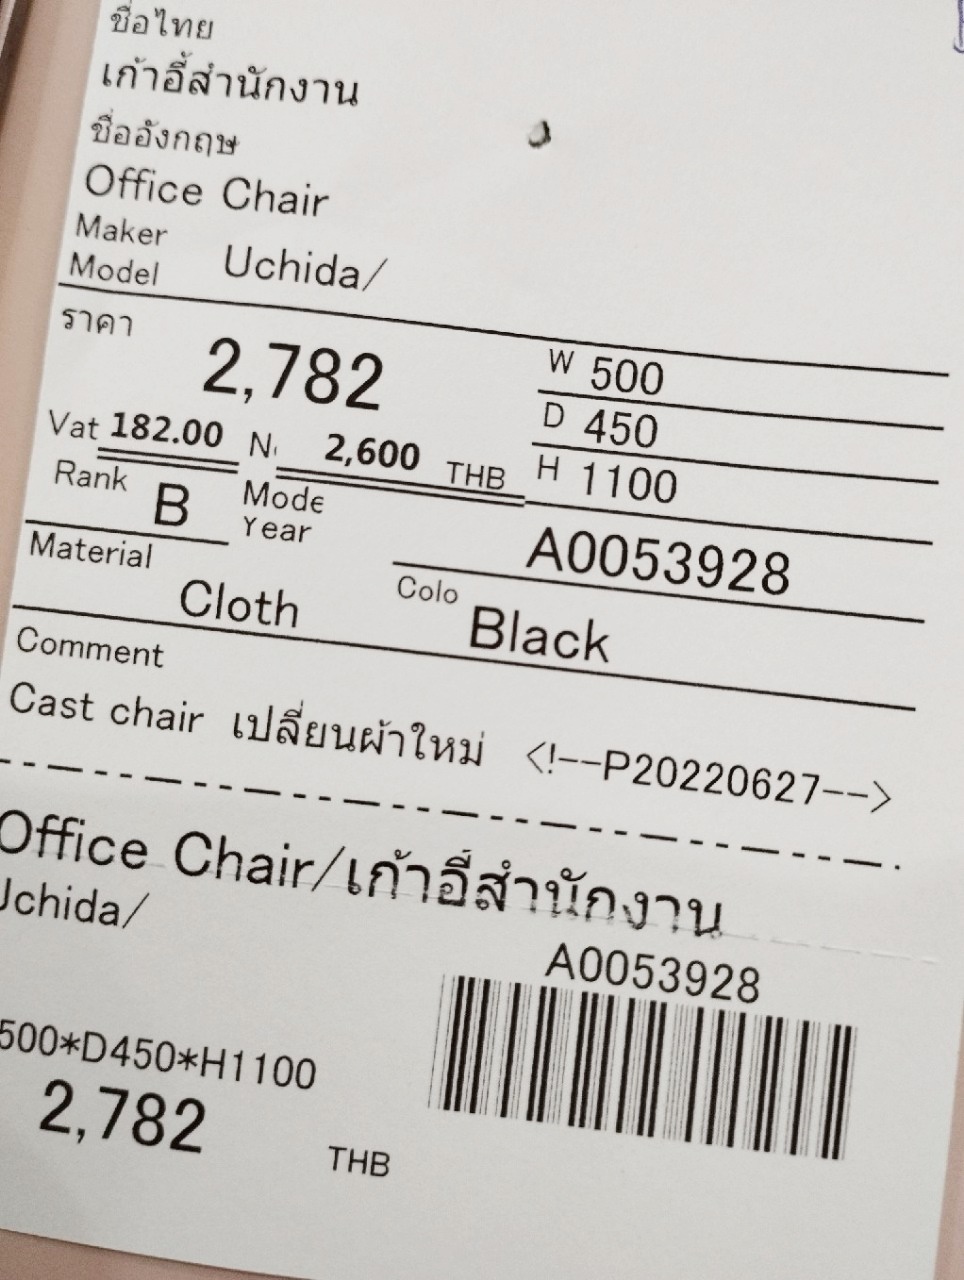 ชื่อไทย
เก้าอี้สำนักงาน
ชื่ออังกฤษ
Office Chair
Maker
Model Uchida/
ราคา
2,782
W 500
D 450
H 1100
Vat 182.00 N 2,600 THB
Rank B Mode
Year
A0053928
Material Cloth
Colo Black
Comment
Cast chair เปลี่ยนผ้าใหม่ <!--P20220627-->
Office Chair/เก้าอี้สำนักงาน
Uchida/
A0053928
500*D450*H1100
2,782 THB